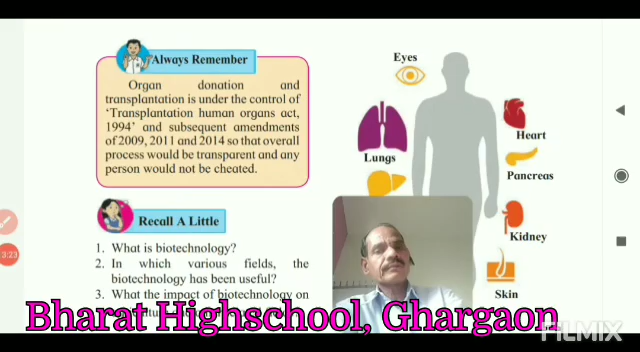 Always Remember
Organ donation and
transplantation is under the control of
‘Transplantation human organs act,
1994’ and subsequent amendments
of 2009, 2011 and 2014 so that overall
process would be transparent and any
person would not be cheated.
Recall A Little
1. What is biotechnology?
2. In which various fields, the
biotechnology has been useful?
3. What the impact of biotechnology on
Eyes
Lungs
Heart
Pancreas
Kidney
Skin
3:23
Bharat Highschool, Ghargaon
FILMIX